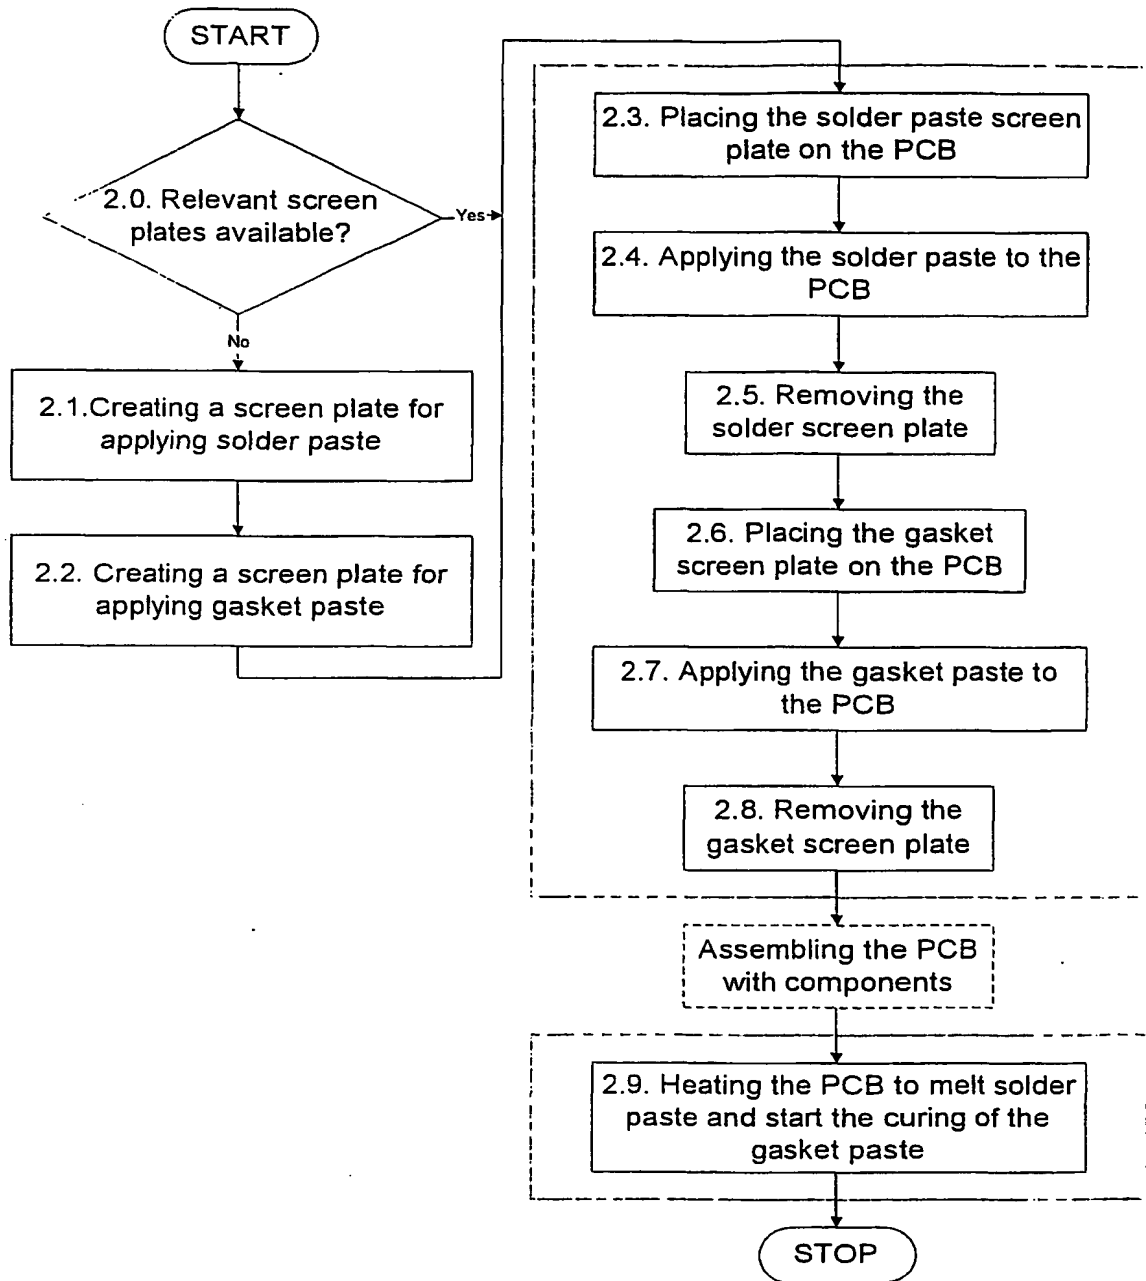 START
2.0. Relevant screen
plates available?
Yes
No
2.1.Creating a screen plate for
applying solder paste
2.2. Creating a screen plate for
applying gasket paste
2.3. Placing the solder paste screen
plate on the PCB
2.4. Applying the solder paste to the
PCB
2.5. Removing the
solder screen plate
2.6. Placing the gasket
screen plate on the PCB
2.7. Applying the gasket paste to
the PCB
2.8. Removing the
gasket screen plate
Assembling the PCB
with components
2.9. Heating the PCB to melt solder
paste and start the curing of the
gasket paste
STOP